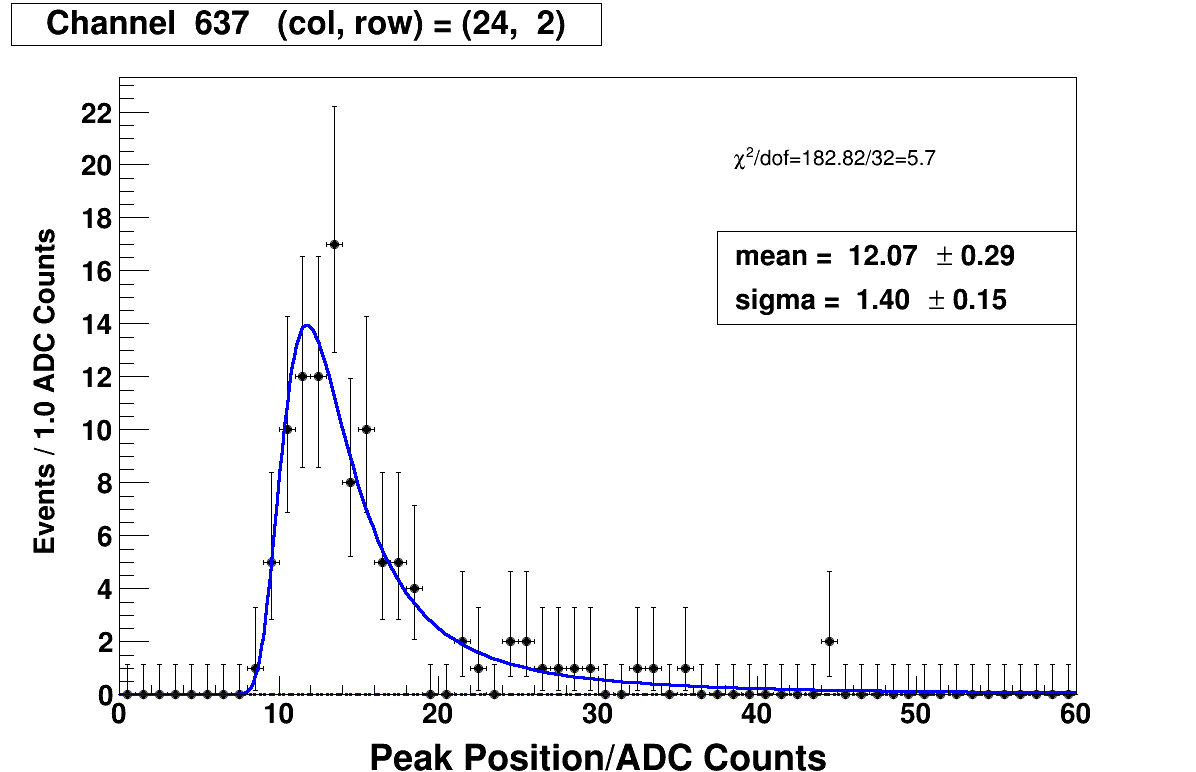 Channel 637 (col, row) = (24, 2)
χ²/dof=182.82/32=5.7
mean = 12.07 ± 0.29
sigma = 1.40 ± 0.15
Events / 1.0 ADC Counts
22
20
18
16
14
12
10
8
6
4
2
0
0 10 20 30 40 50 60
Peak Position/ADC Counts